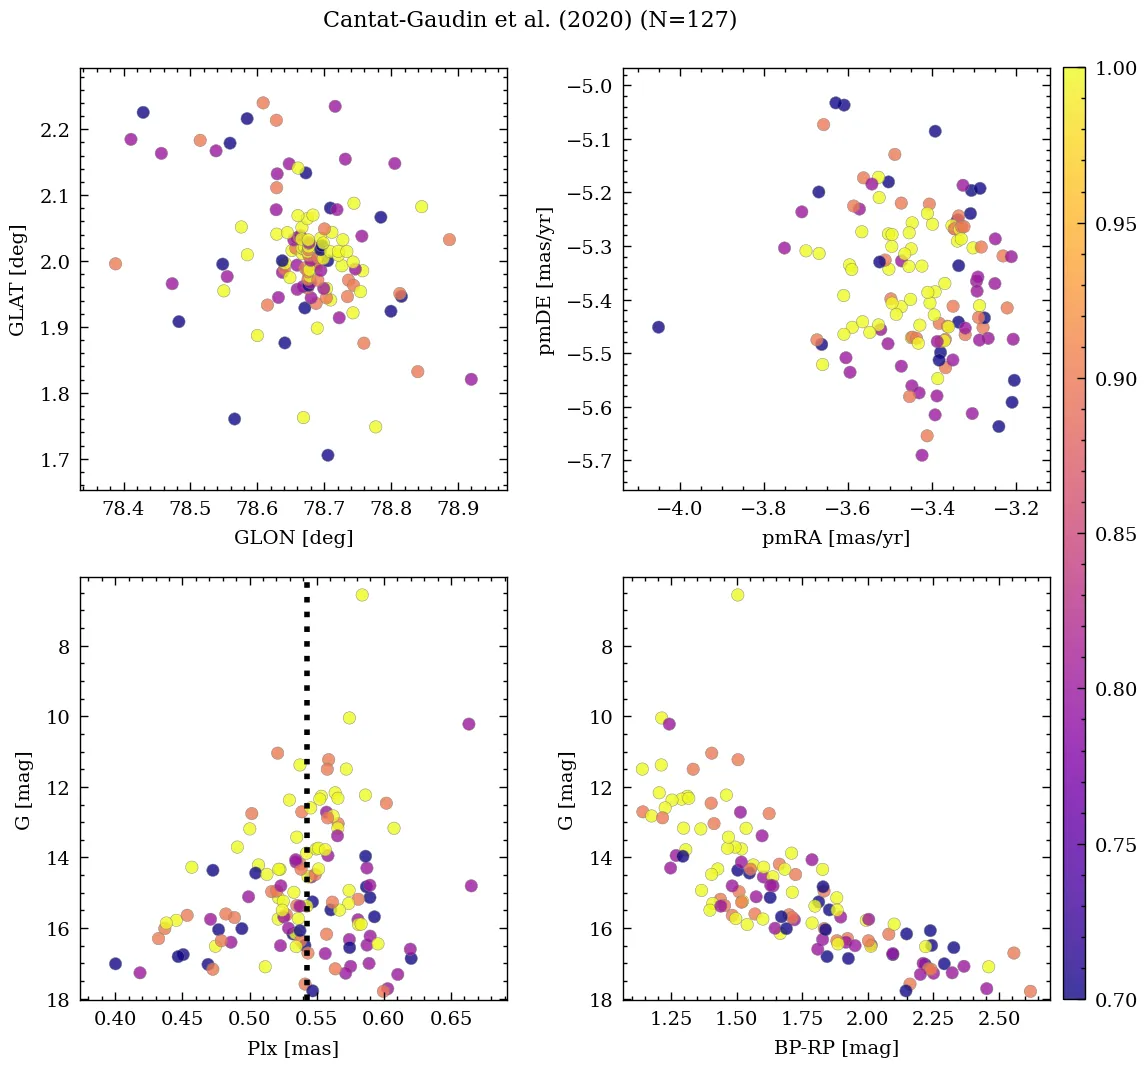 Cantat-Gaudin et al. (2020) (N=127)
2.2
2.1
2.0
1.9
1.8
1.7
GLAT [deg]
78.4 78.5 78.6 78.7 78.8 78.9
GLON [deg]
−5.0
−5.1
−5.2
−5.3
−5.4
−5.5
−5.6
−5.7
pmDE [mas/yr]
−4.0 −3.8 −3.6 −3.4 −3.2
pmRA [mas/yr]
8
10
12
14
16
18
G [mag]
0.40 0.45 0.50 0.55 0.60 0.65
Plx [mas]
8
10
12
14
16
18
G [mag]
1.25 1.50 1.75 2.00 2.25 2.50
BP-RP [mag]
1.00
0.95
0.90
0.85
0.80
0.75
0.70